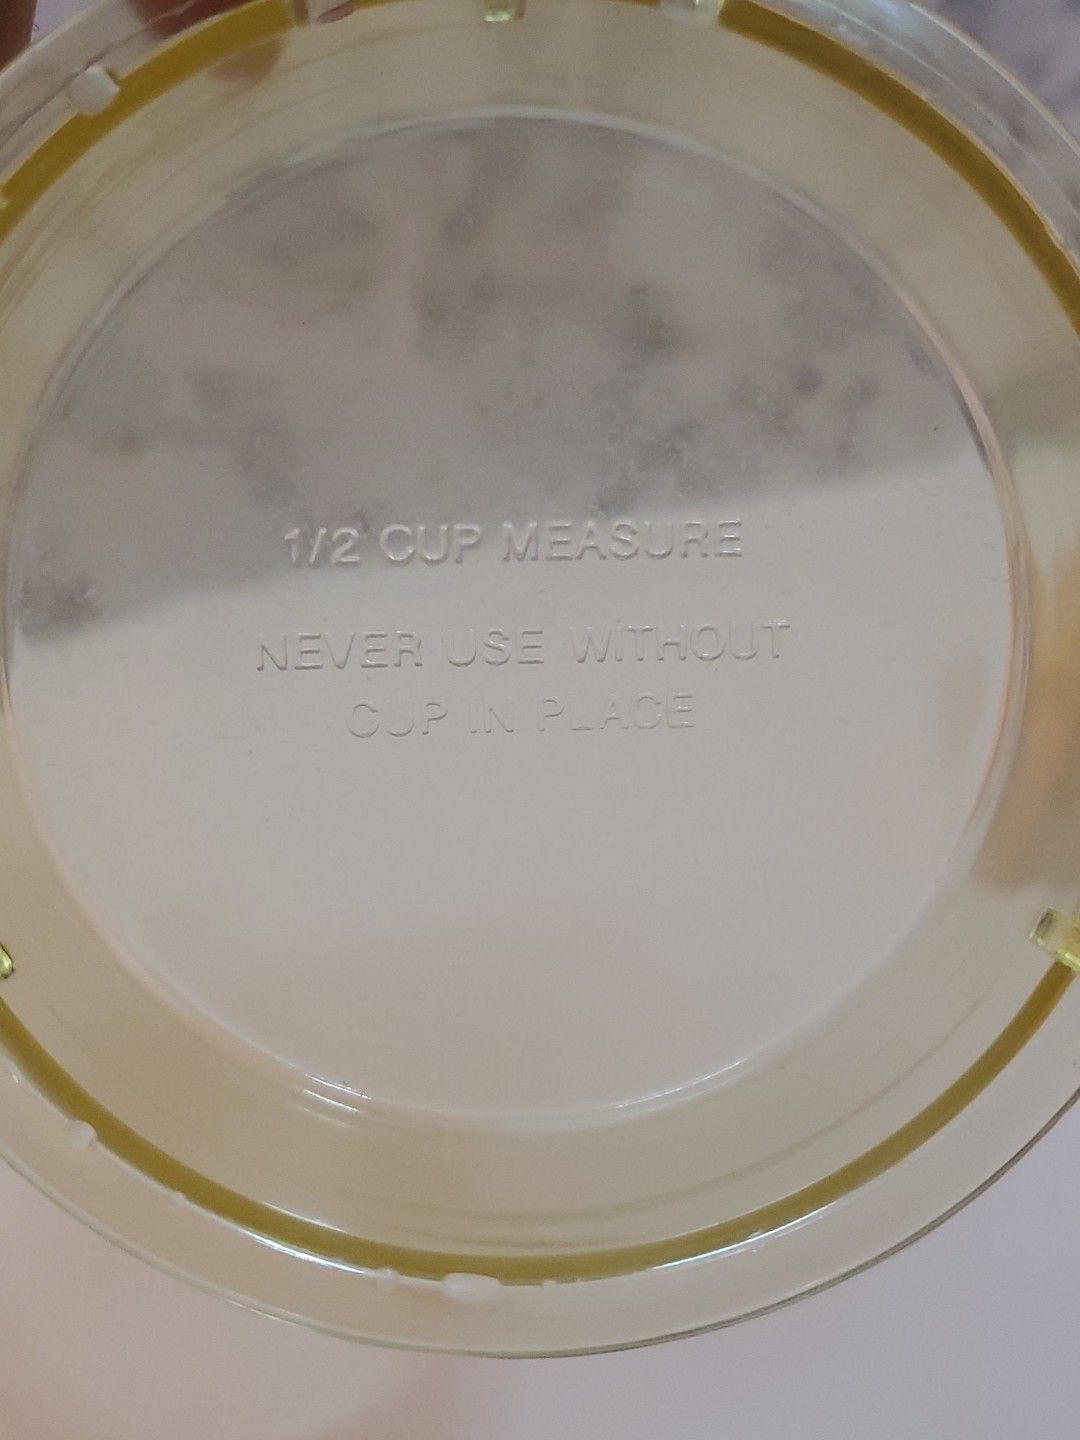 1/2 CUP MEASURE
NEVER USE WITHOUT
CUP IN PLACE